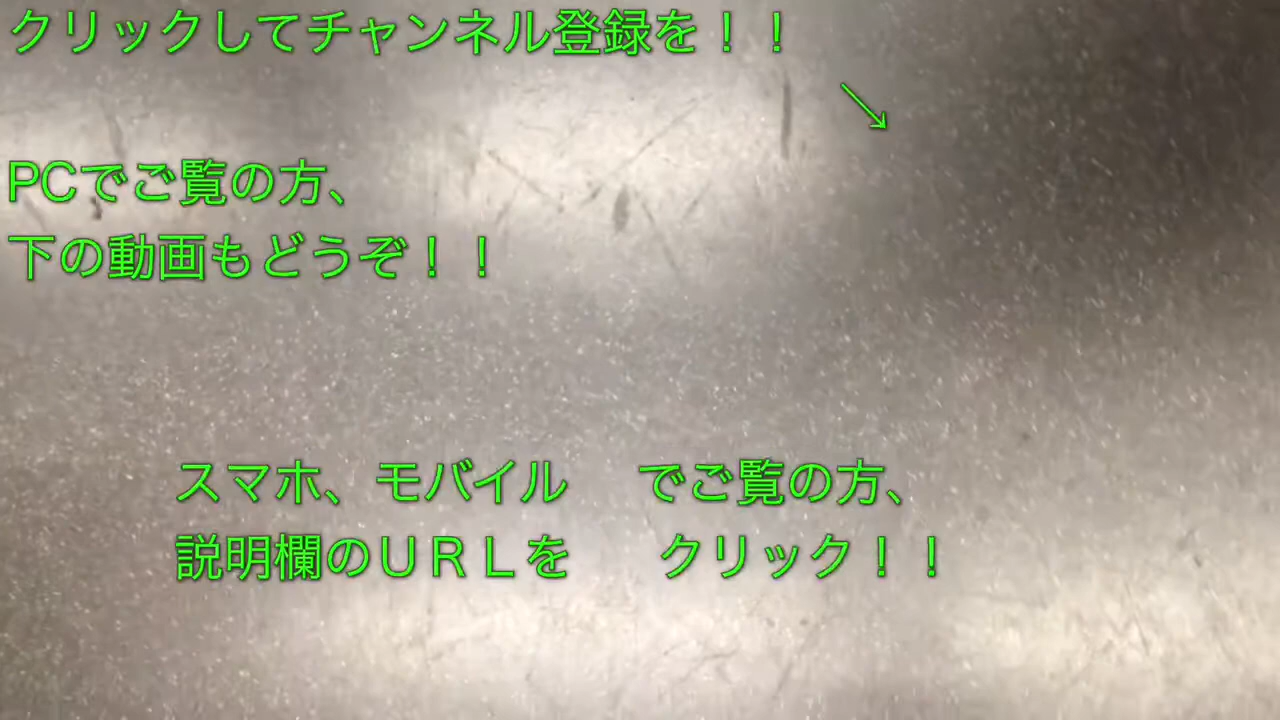 クリックしてチャンネル登録を！！
↘
PCでご覧の方、
下の動画もどうぞ！！
スマホ、モバイル　でご覧の方、
説明欄のＵＲＬを　クリック！！